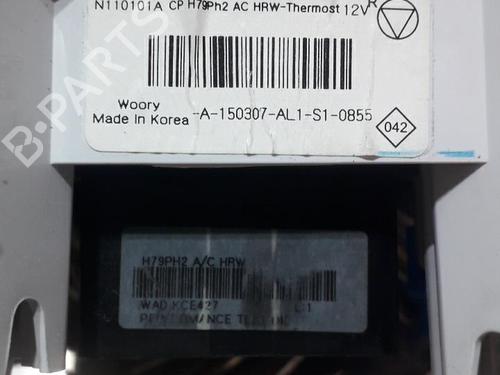 N110101A CP H79Ph2 AC HRW-Thermost 12V
R
Woory
Made In Korea
-A-150307-AL1-S1-0855
042
B-PARTS
H79PH2 A/C HRW
WAD KCE427
PERFORMANCE